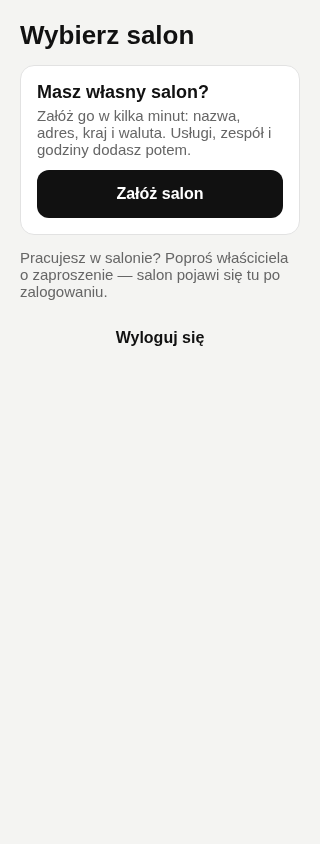 Wybierz salon
Masz własny salon?
Załóż go w kilka minut: nazwa,
adres, kraj i waluta. Usługi, zespół i
godziny dodasz potem.
Załóż salon
Pracujesz w salonie? Poproś właściciela
o zaproszenie — salon pojawi się tu po
zalogowaniu.
Wyloguj się